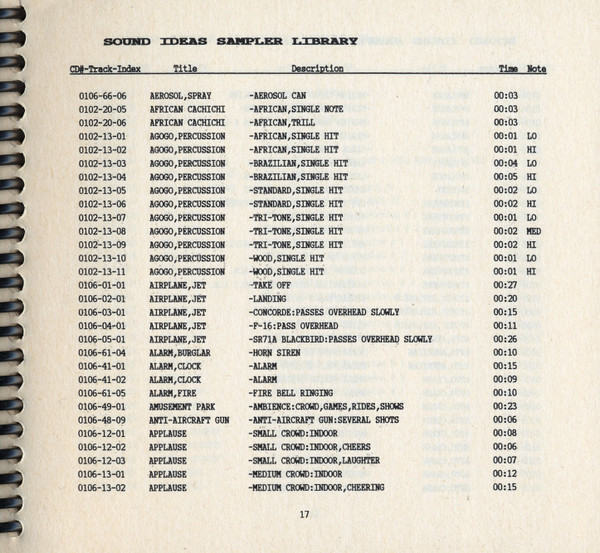 SOUND IDEAS SAMPLER LIBRARY
CD#-Track-Index Title Description Time Note
0106-66-06 AEROSOL,SPRAY -AEROSOL CAN 00:03
0102-20-05 AFRICAN CACHICHI -AFRICAN,SINGLE NOTE 00:03
0102-20-06 AFRICAN CACHICHI -AFRICAN,TRILL 00:03
0102-13-01 AGOGO,PERCUSSION -AFRICAN,SINGLE HIT 00:01 LO
0102-13-02 AGOGO,PERCUSSION -AFRICAN,SINGLE HIT 00:01 HI
0102-13-03 AGOGO,PERCUSSION -BRAZILIAN,SINGLE HIT 00:04 LO
0102-13-04 AGOGO,PERCUSSION -BRAZILIAN,SINGLE HIT 00:05 HI
0102-13-05 AGOGO,PERCUSSION -STANDARD,SINGLE HIT 00:02 LO
0102-13-06 AGOGO,PERCUSSION -STANDARD,SINGLE HIT 00:02 HI
0102-13-07 AGOGO,PERCUSSION -TRI-TONE,SINGLE HIT 00:01 LO
0102-13-08 AGOGO,PERCUSSION -TRI-TONE,SINGLE HIT 00:02 MED
0102-13-09 AGOGO,PERCUSSION -TRI-TONE,SINGLE HIT 00:02 HI
0102-13-10 AGOGO,PERCUSSION -WOOD,SINGLE HIT 00:01 LO
0102-13-11 AGOGO,PERCUSSION -WOOD,SINGLE HIT 00:01 HI
0106-01-01 AIRPLANE,JET -TAKE OFF 00:27
0106-02-01 AIRPLANE,JET -LANDING 00:20
0106-03-01 AIRPLANE,JET -CONCORDE:PASSES OVERHEAD SLOWLY 00:15
0106-04-01 AIRPLANE,JET -F-16:PASS OVERHEAD 00:11
0106-05-01 AIRPLANE,JET -SR71A BLACKBIRD:PASSES OVERHEAD SLOWLY 00:26
0106-61-04 ALARM,BURGLAR -HORN SIREN 00:10
0106-41-01 ALARM,CLOCK -ALARM 00:15
0106-41-02 ALARM,CLOCK -ALARM 00:09
0106-61-05 ALARM,FIRE -FIRE BELL RINGING 00:10
0106-49-01 AMUSEMENT PARK -AMBIENCE:CROWD,GAMES,RIDES,SHOWS 00:23
0106-48-09 ANTI-AIRCRAFT GUN -ANTI-AIRCRAFT GUN:SEVERAL SHOTS 00:06
0106-12-01 APPLAUSE -SMALL CROWD:INDOOR 00:08
0106-12-02 APPLAUSE -SMALL CROWD:INDOOR,CHEERS 00:06
0106-12-03 APPLAUSE -SMALL CROWD:INDOOR,LAUGHTER 00:07
0106-13-01 APPLAUSE -MEDIUM CROWD:INDOOR 00:12
0106-13-02 APPLAUSE -MEDIUM CROWD:INDOOR,CHEERING 00:15
17